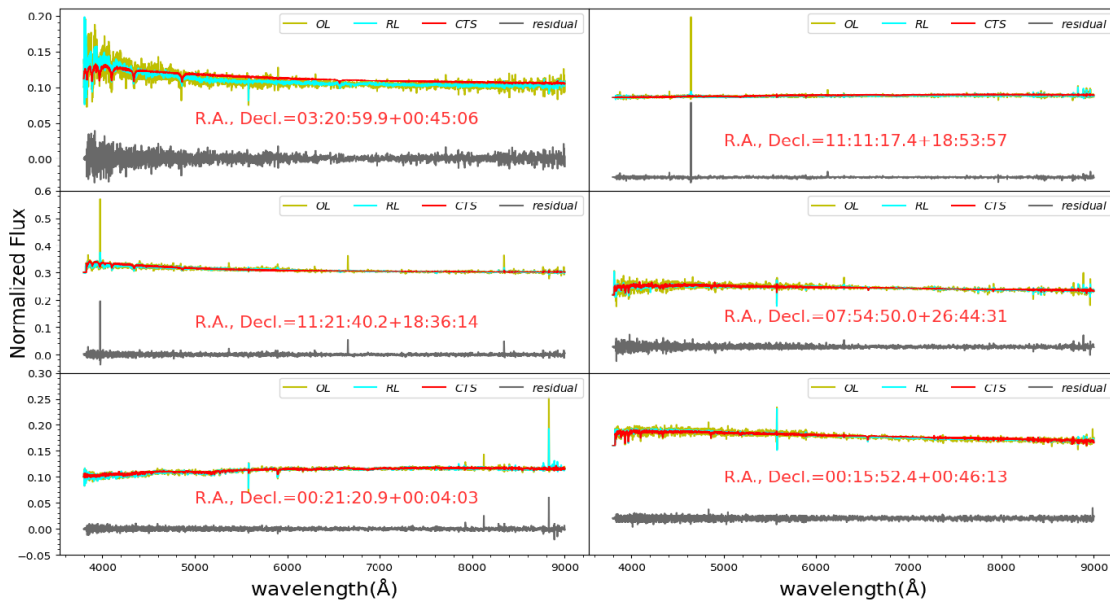 OL RL CTS residual
OL RL CTS residual
0.20
0.15
0.10
0.05
0.00
R.A., Decl.=03:20:59.9+00:45:06
R.A., Decl.=11:11:17.4+18:53:57
Normalized Flux
OL RL CTS residual
OL RL CTS residual
0.6
0.5
0.4
0.3
0.2
0.1
0.0
R.A., Decl.=11:21:40.2+18:36:14
R.A., Decl.=07:54:50.0+26:44:31
OL RL CTS residual
OL RL CTS residual
0.30
0.25
0.20
0.15
0.10
0.05
0.00
−0.05
R.A., Decl.=00:21:20.9+00:04:03
R.A., Decl.=00:15:52.4+00:46:13
4000 5000 6000 7000 8000 9000
4000 5000 6000 7000 8000 9000
wavelength(Å)
wavelength(Å)